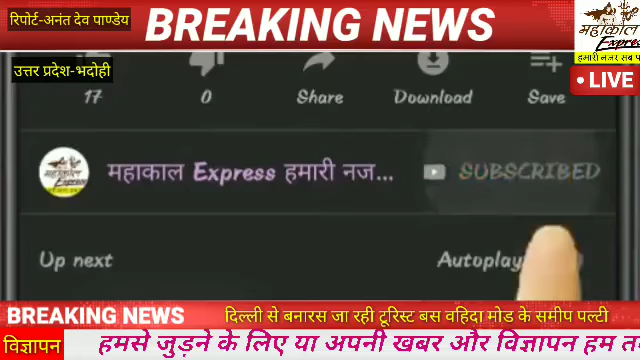 रिपोर्ट-अनंत देव पाण्डेय
BREAKING NEWS
महाकाल
Express
हमारी नजर सब प
उत्तर प्रदेश-भदोही
LIVE
17
0
Share
Download
Save
महाकाल Express हमारी नज...
SUBSCRIBED
Up next
Autoplay
BREAKING NEWS
दिल्ली से बनारस जा रही टूरिस्ट बस वहिदा मोड के समीप पल्टी
विज्ञापन
हमसे जुड़ने के लिए या अपनी खबर और विज्ञापन हम त